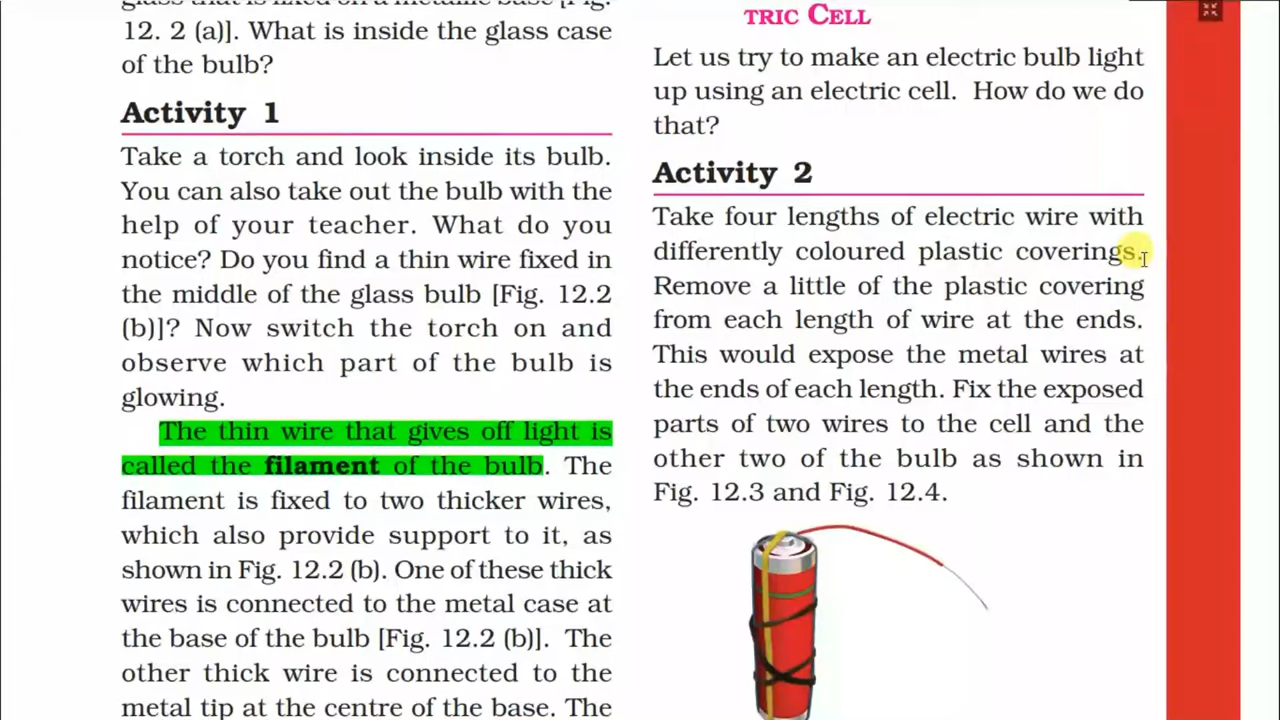 glass that is fixed on a metallic base [Fig.
12. 2 (a)]. What is inside the glass case
of the bulb?
Activity 1
Take a torch and look inside its bulb.
You can also take out the bulb with the
help of your teacher. What do you
notice? Do you find a thin wire fixed in
the middle of the glass bulb [Fig. 12.2
(b)]? Now switch the torch on and
observe which part of the bulb is
glowing.
The thin wire that gives off light is
called the filament of the bulb. The
filament is fixed to two thicker wires,
which also provide support to it, as
shown in Fig. 12.2 (b). One of these thick
wires is connected to the metal case at
the base of the bulb [Fig. 12.2 (b)]. The
other thick wire is connected to the
metal tip at the centre of the base. The
TRIC CELL
Let us try to make an electric bulb light
up using an electric cell. How do we do
that?
Activity 2
Take four lengths of electric wire with
differently coloured plastic coverings.
Remove a little of the plastic covering
from each length of wire at the ends.
This would expose the metal wires at
the ends of each length. Fix the exposed
parts of two wires to the cell and the
other two of the bulb as shown in
Fig. 12.3 and Fig. 12.4.